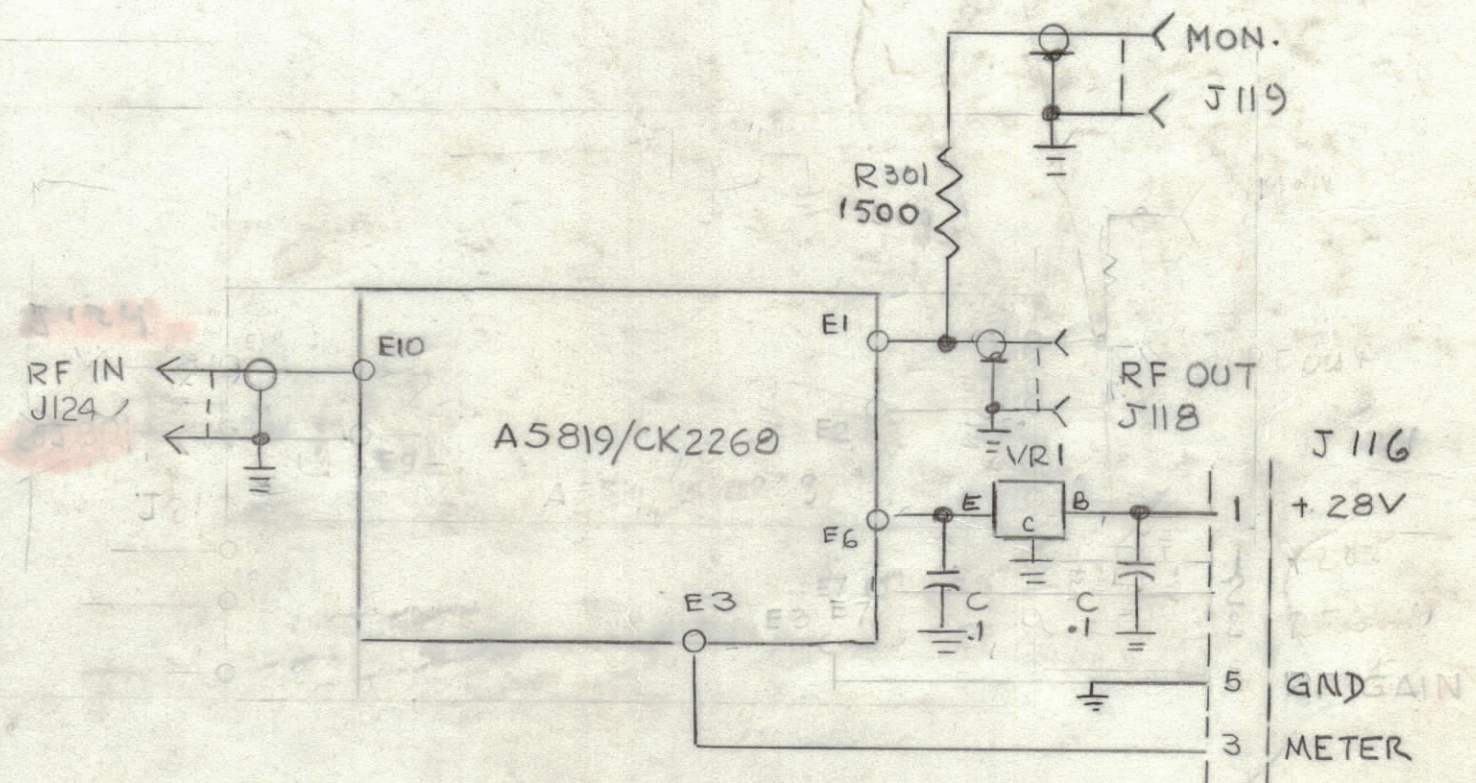 MON.
J119
R301
1500
E1
RF IN
J124
E10
RF OUT
J118
A5819/CK2260
J116
VR1
E
B
C
1
+ 28V
E6
E3
C
.1
C
.1
5
GND
3
METER